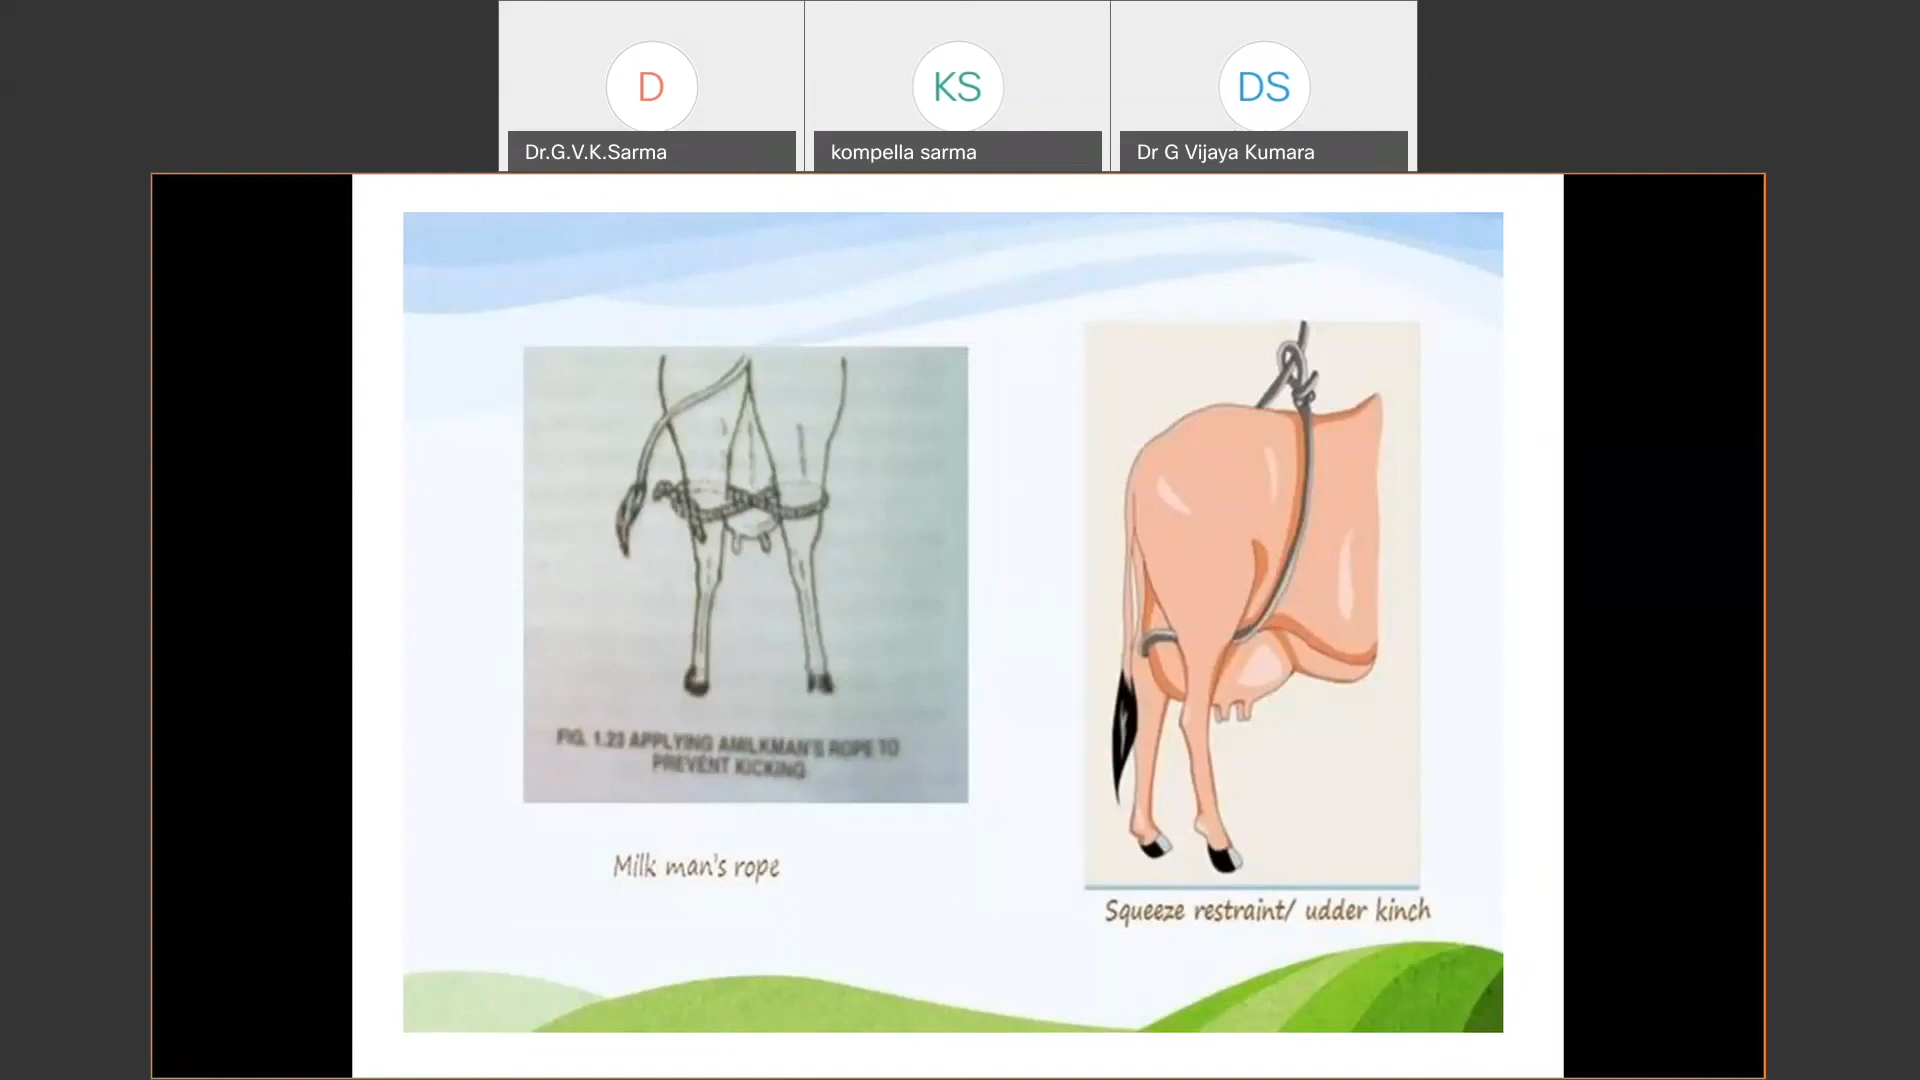 D
KS
DS
Dr.G.V.K.Sarma
kompella sarma
Dr G Vijaya Kumara
FIG. 1.23 APPLYING AMILKMAN'S ROPE TO
PREVENT KICKING
Milk man's rope
Squeeze restraint/ udder kinch